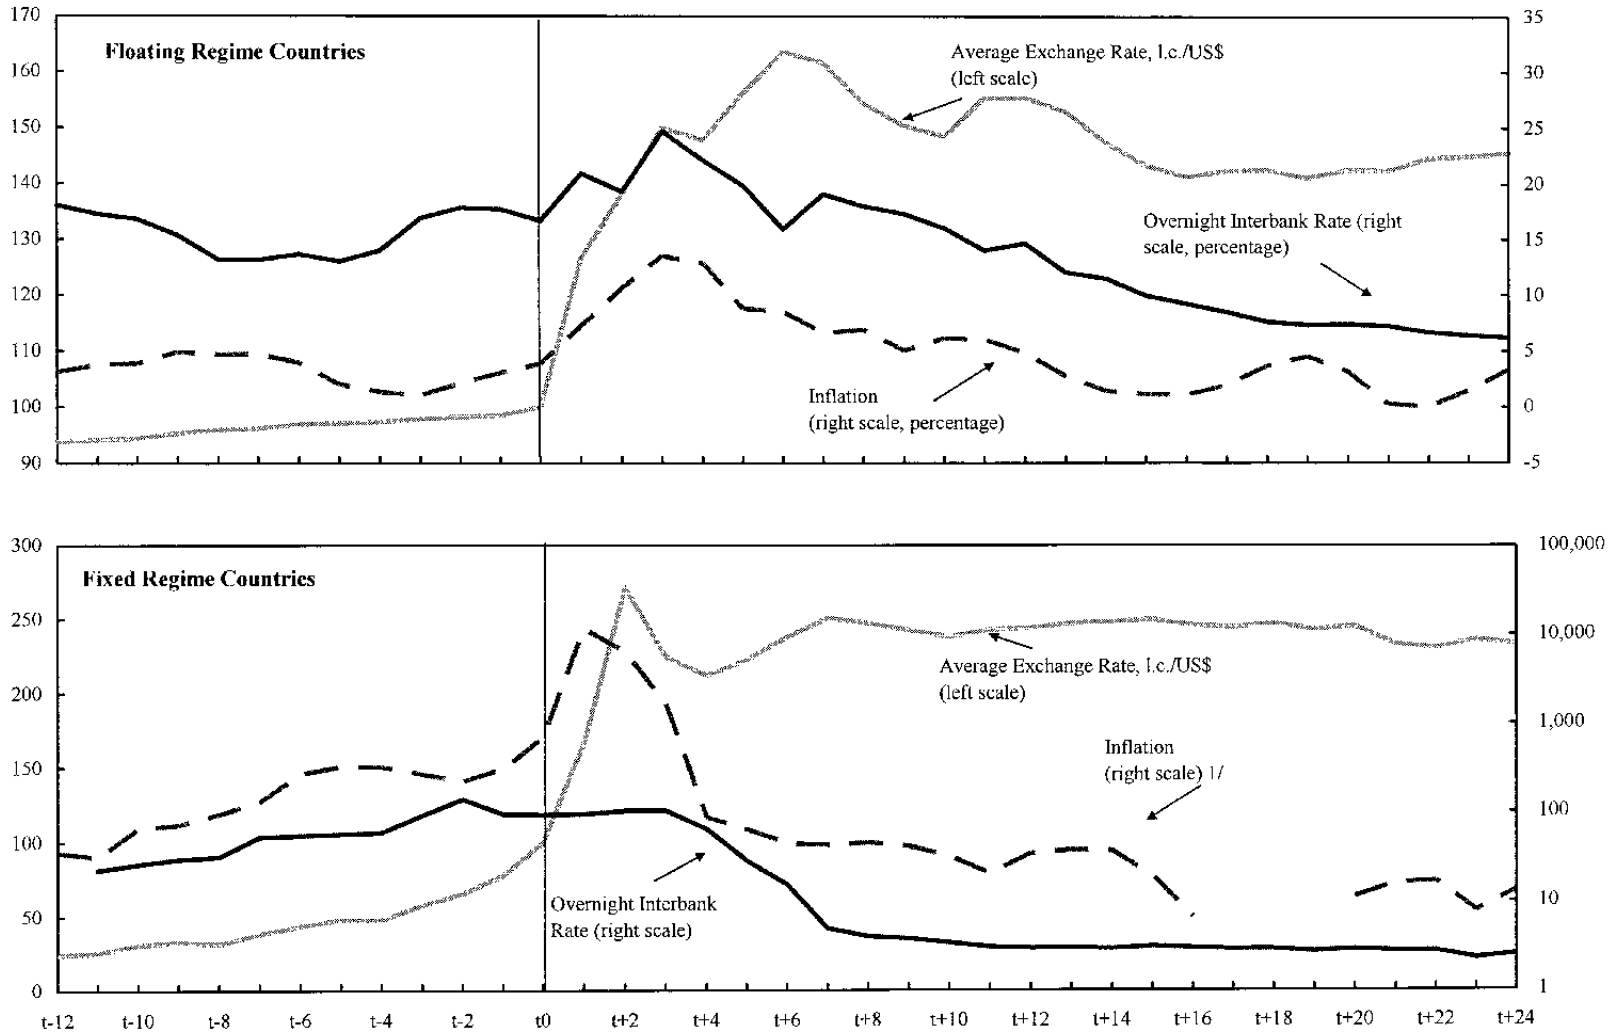 170
160
150
140
130
120
110
100
90
35
30
25
20
15
10
5
0
-5
Floating Regime Countries
Average Exchange Rate, l.c./US$
(left scale)
Overnight Interbank Rate (right
scale, percentage)
Inflation
(right scale, percentage)
300
250
200
150
100
50
0
100,000
10,000
1,000
100
10
1
Fixed Regime Countries
Average Exchange Rate, l.c./US$
(left scale)
Inflation
(right scale) 1/
Overnight Interbank
Rate (right scale)
t-12 t-10 t-8 t-6 t-4 t-2 t0 t+2 t+4 t+6 t+8 t+10 t+12 t+14 t+16 t+18 t+20 t+22 t+24